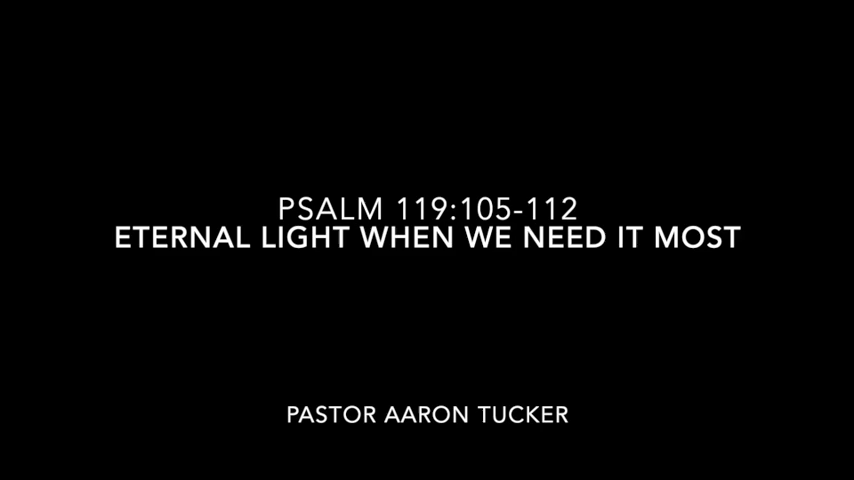 PSALM 119:105-112
ETERNAL LIGHT WHEN WE NEED IT MOST
PASTOR AARON TUCKER